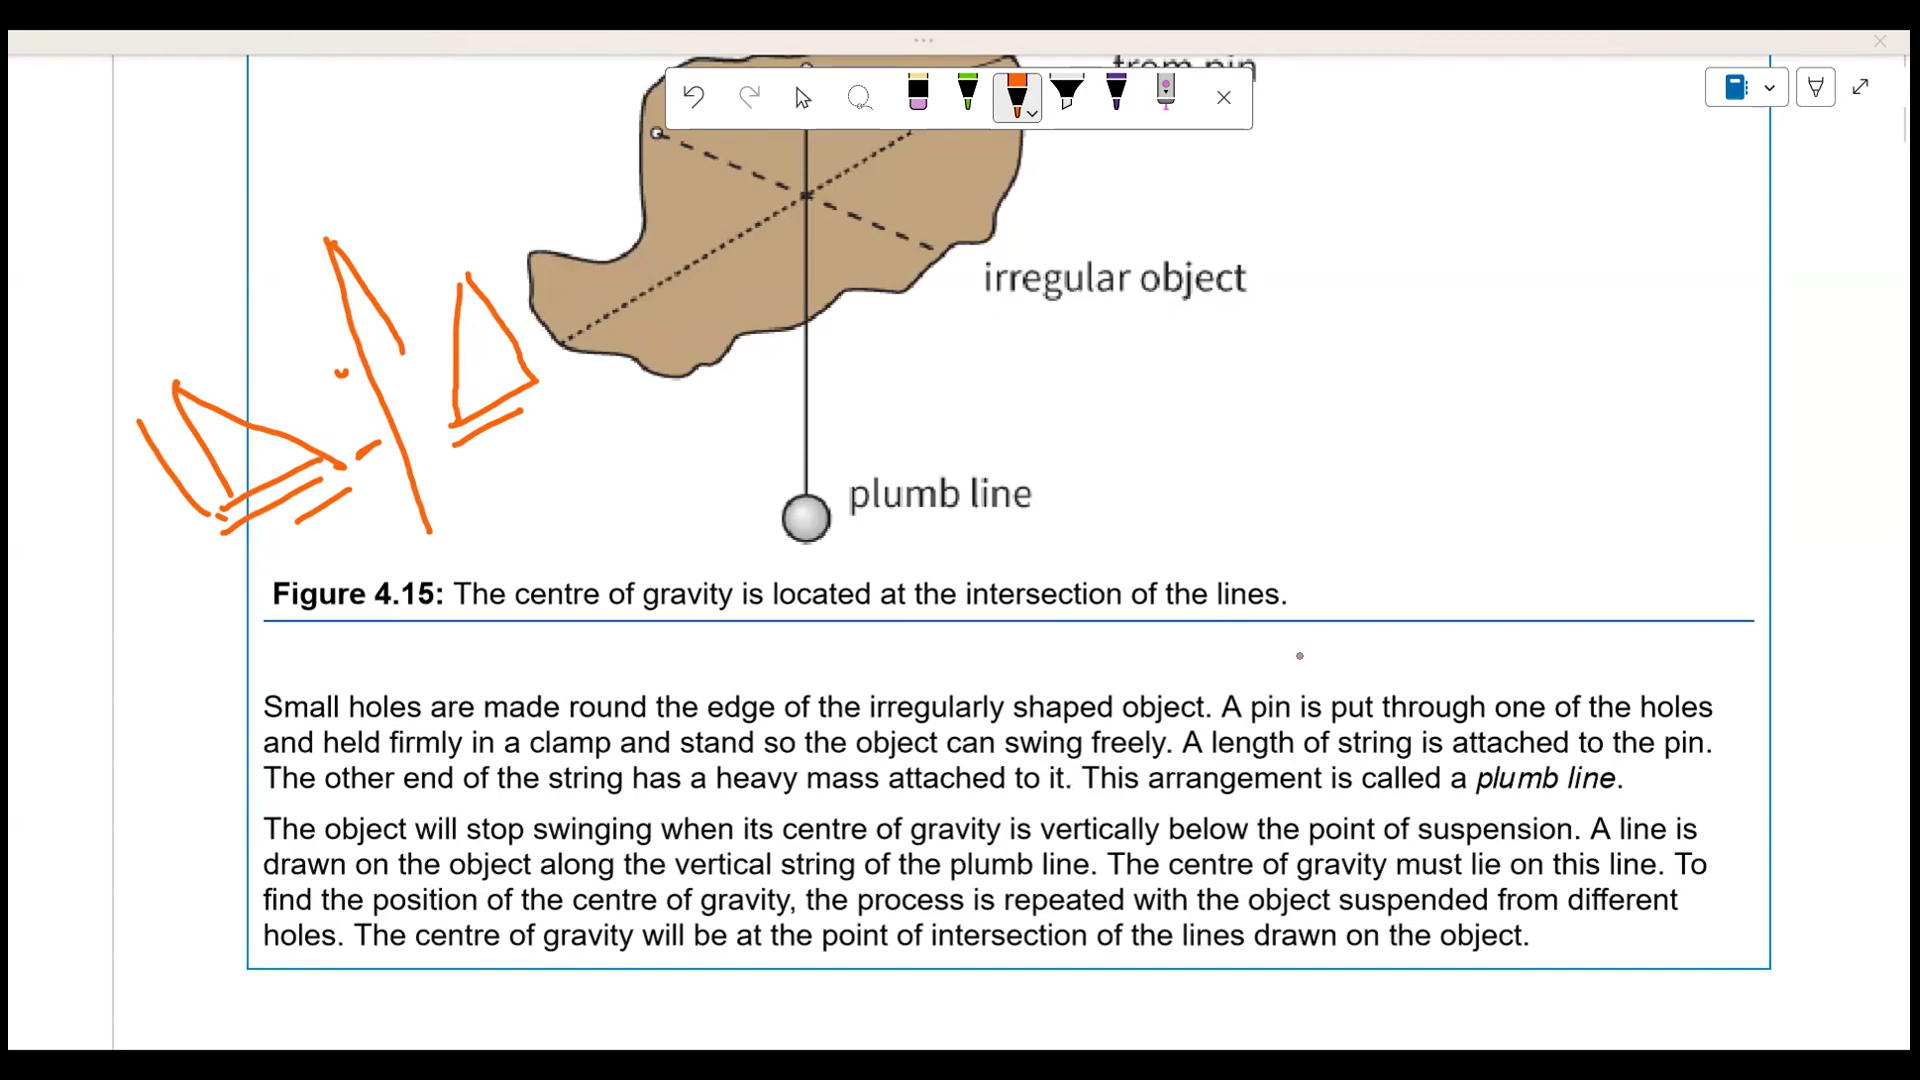 from pin
irregular object
plumb line
Figure 4.15: The centre of gravity is located at the intersection of the lines.
Small holes are made round the edge of the irregularly shaped object. A pin is put through one of the holes
and held firmly in a clamp and stand so the object can swing freely. A length of string is attached to the pin.
The other end of the string has a heavy mass attached to it. This arrangement is called a plumb line.
The object will stop swinging when its centre of gravity is vertically below the point of suspension. A line is
drawn on the object along the vertical string of the plumb line. The centre of gravity must lie on this line. To
find the position of the centre of gravity, the process is repeated with the object suspended from different
holes. The centre of gravity will be at the point of intersection of the lines drawn on the object.